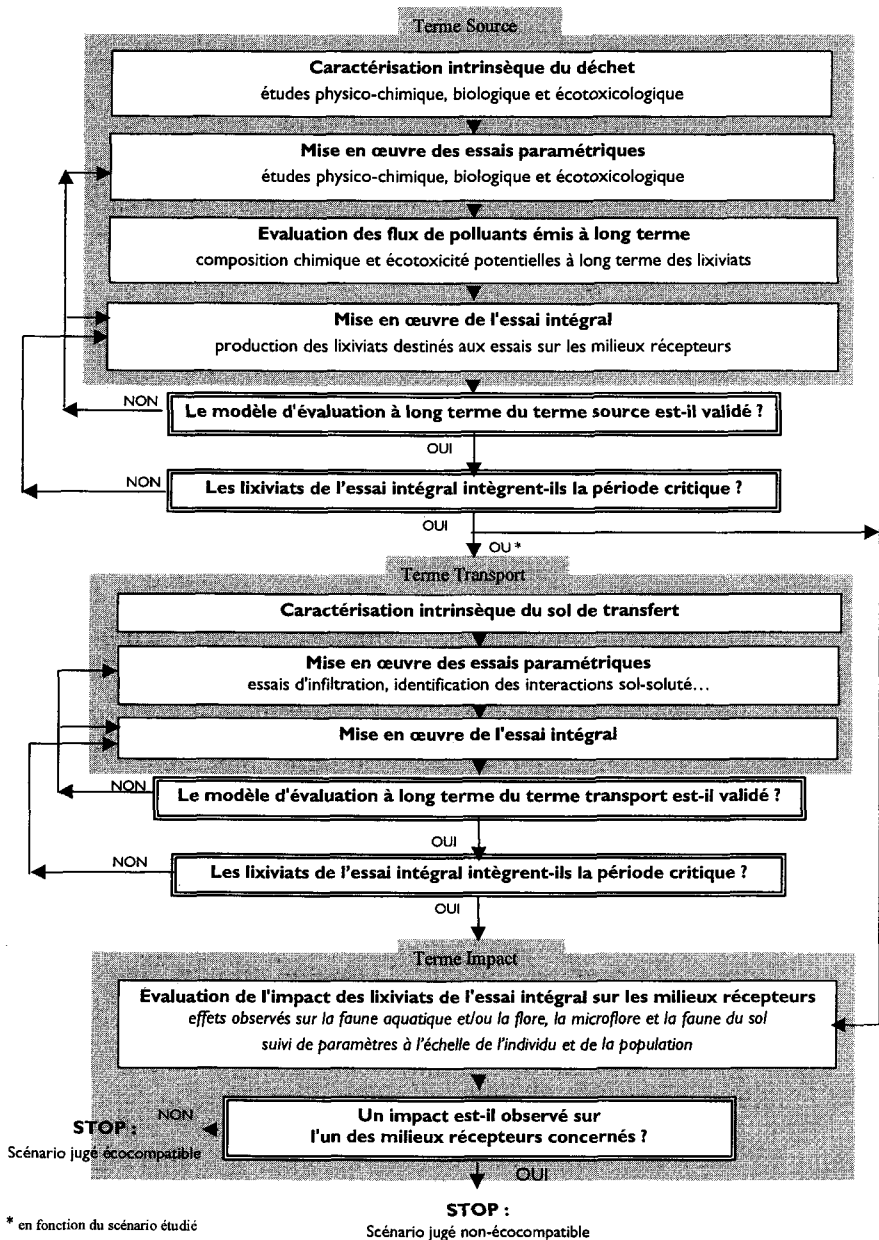 Terme Source
Caractérisation intrinsèque du déchet
études physico-chimique, biologique et écotoxicologique
Mise en œuvre des essais paramétriques
études physico-chimique, biologique et écotoxicologique
Evaluation des flux de polluants émis à long terme
composition chimique et écotoxicité potentielles à long terme des lixiviats
Mise en œuvre de l'essai intégral
production des lixiviats destinés aux essais sur les milieux récepteurs
NON
Le modèle d'évaluation à long terme du terme source est-il validé ?
OUI
NON
Les lixiviats de l'essai intégral intègrent-ils la période critique ?
OUI
OU *
Terme Transport
Caractérisation intrinsèque du sol de transfert
Mise en œuvre des essais paramétriques
essais d'infiltration, identification des interactions sol-soluté...
Mise en œuvre de l'essai intégral
NON
Le modèle d'évaluation à long terme du terme transport est-il validé ?
OUI
NON
Les lixiviats de l'essai intégral intègrent-ils la période critique ?
OUI
Terme Impact
Évaluation de l'impact des lixiviats de l'essai intégral sur les milieux récepteurs
effets observés sur la faune aquatique et/ou la flore, la microflore et la faune du sol
suivi de paramètres à l'échelle de l'individu et de la population
NON
Un impact est-il observé sur
l'un des milieux récepteurs concernés ?
STOP :
Scénario jugé écocompatible
OUI
STOP :
Scénario jugé non-écocompatible
* en fonction du scénario étudié